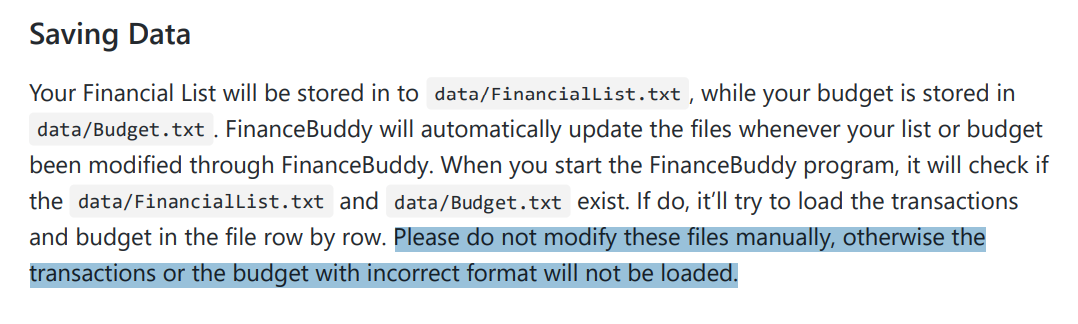 Saving Data
Your Financial List will be stored in to data/FinancialList.txt, while your budget is stored in
data/Budget.txt. FinanceBuddy will automatically update the files whenever your list or budget
been modified through FinanceBuddy. When you start the FinanceBuddy program, it will check if
the data/FinancialList.txt and data/Budget.txt exist. If do, it’ll try to load the transactions
and budget in the file row by row. Please do not modify these files manually, otherwise the
transactions or the budget with incorrect format will not be loaded.